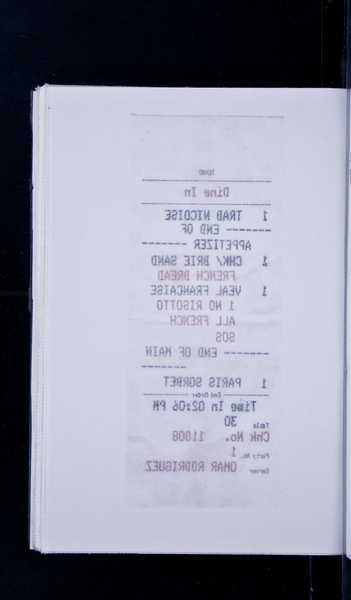 Dine In
1 TRAD NICOISE
------- END OF
APPETIZER -------
1 CHK/ BRIE SAND
FRENCH BREAD
1 VEAL FRANCAISE
1 NO RISOTTO
ALL FRENCH
SOS
------- END OF MAIN
-------
1 PARIS SORBET
-------- End Order --------
Time In 02:06 PM
Table 30
Chk No. 11008
Party No. 1
Server OMAR RODRIGUEZ